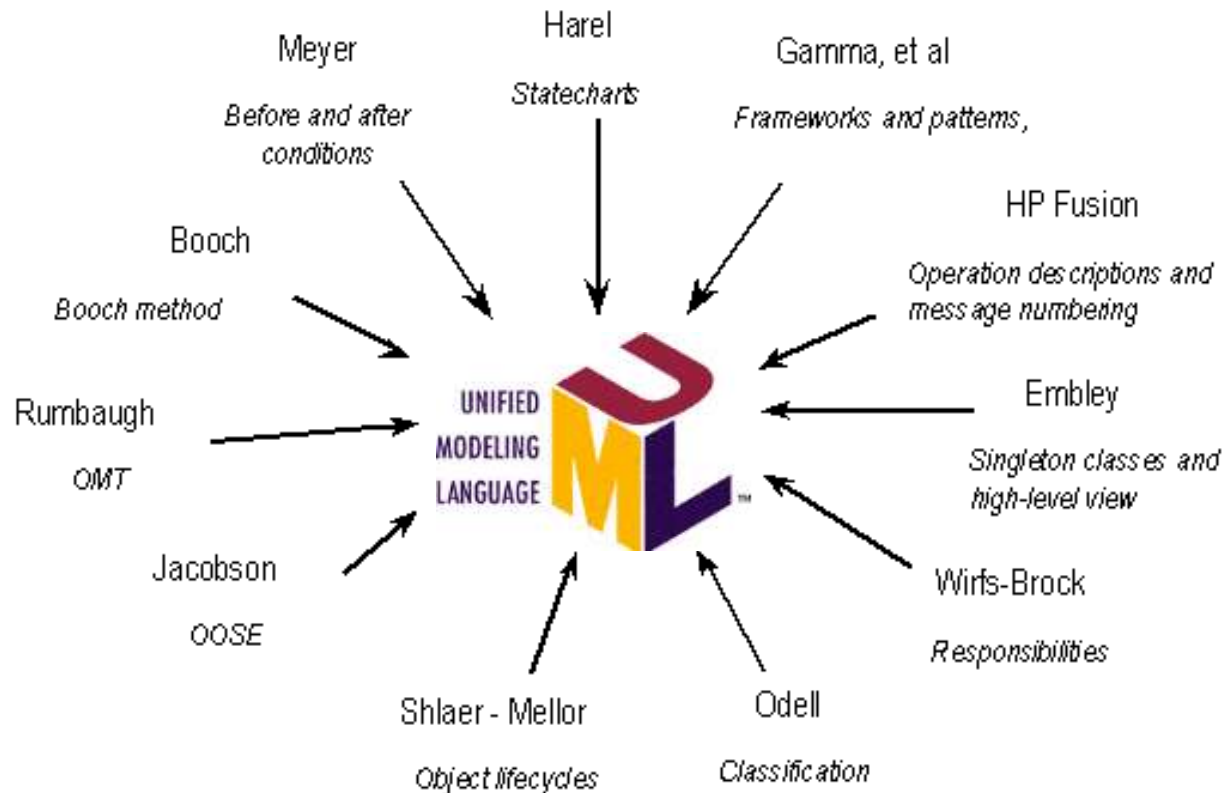 Harel
Meyer
Gamma, et al
Statecharts
Before and after
conditions
Frameworks and patterns,
HP Fusion
Booch
Operation descriptions and
message numbering
Booch method
Embley
Rumbaugh
UNIFIED
MODELING
LANGUAGE
UML
TM
OMT
Singleton classes and
high-level view
Jacobson
Wirfs-Brock
OOSE
Responsibilities
Shlaer - Mellor
Odell
Object lifecycles
Classification